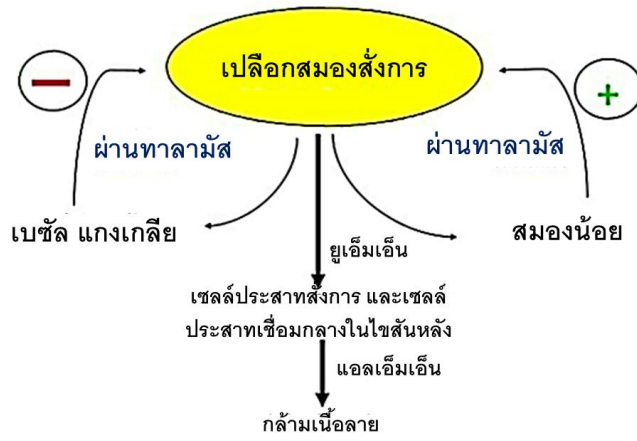 เปลือกสมองสั่งการ
ผ่านทาลามัส
ผ่านทาลามัส
เบซัล แกงเกลีย
สมองน้อย
ยูเอ็มเอ็น
เซลล์ประสาทสั่งการ และเซลล์
ประสาทเชื่อมกลางในไขสันหลัง
แอลเอ็มเอ็น
กล้ามเนื้อลาย